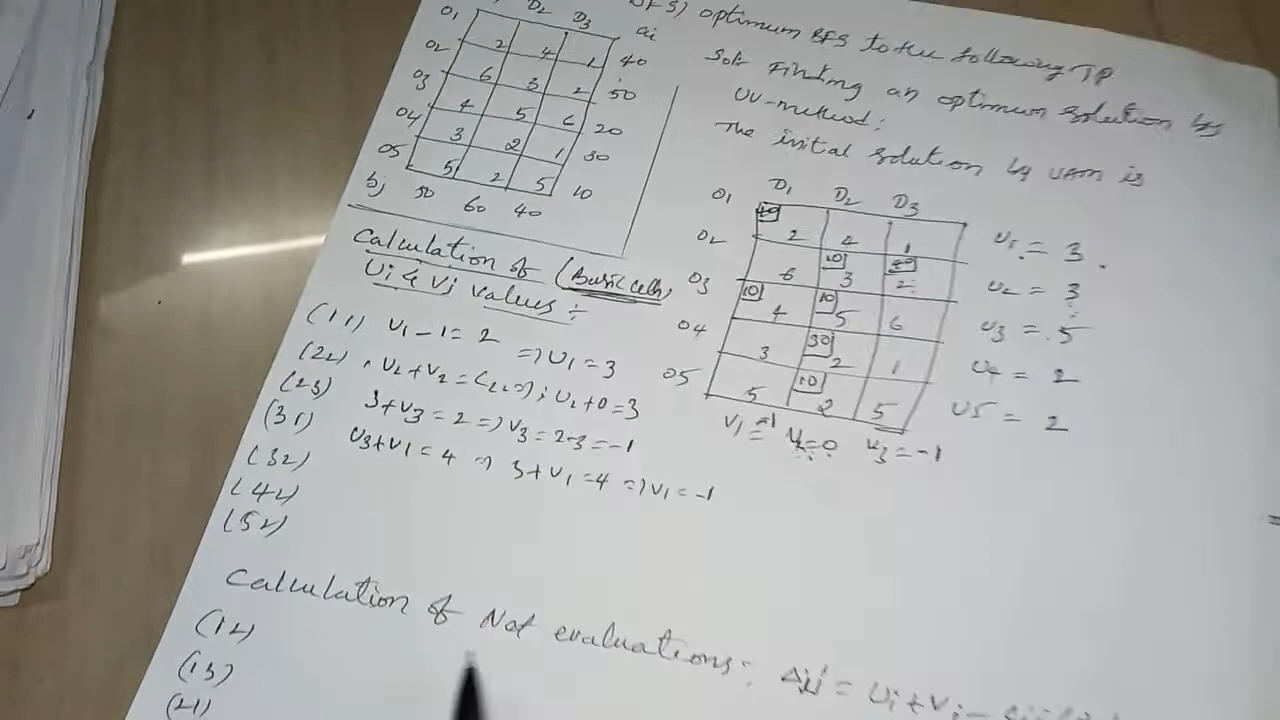 optimum BFS to the following TP
D2 D3 ai
O1 2 4 1 40
O2 6 3 2 50
O3 4 5 6 20
O4 3 2 1 30
O5 5 2 5 10
bj 50 60 40
Sol: Finding an optimum solution by
UV-method:
The initial solution by VAM is
D1 D2 D3
O1 2 4 1 U1 = 3
O2 6 10 3 2 U2 = 3
O3 10 4 10 5 6 U3 = 5
O4 3 30 2 1 U4 = 2
O5 5 10 2 5 U5 = 2
V1 = -1 V2 = 0 V3 = -1
Calculation of (Basic cells)
Ui & Vj values :-
(11) U1 - 1 = 2 => U1 = 3
(22) U2 + V2 = C22 => ; U2 + 0 = 3
(23) 3 + V3 = 2 => V3 = 2-3 = -1
(31) U3 + V1 = 4 => 3 + V1 = 4 => V1 = -1
(32)
(42)
(52)
Calculation of Net evaluations: Δij = Ui + Vj -
(12)
(13)
(21)